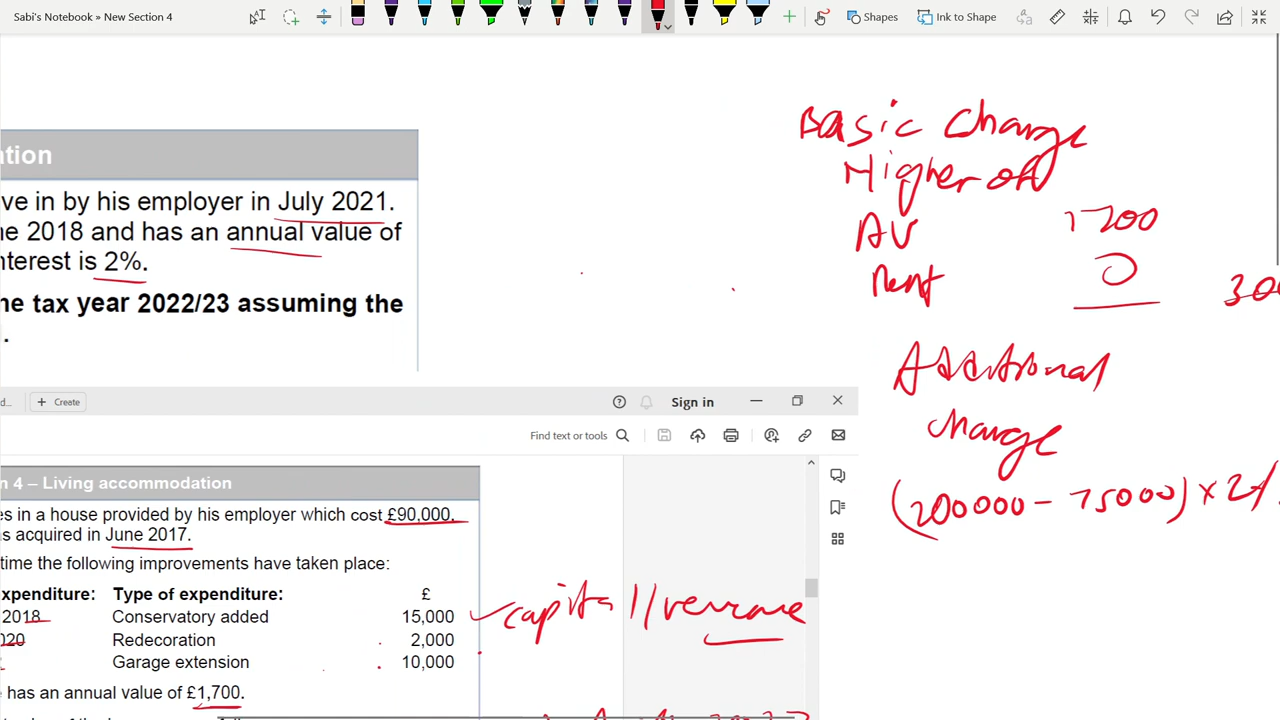 Sabi's Notebook » New Section 4
Shapes
Ink to Shape
ation
ve in by his employer in July 2021.
ne 2018 and has an annual value of
nterest is 2%.
ne tax year 2022/23 assuming the
.
Basic Charge
Higher of
AV 1700
Rent 0
300
Additional
charge
(200000 - 75000) × 2%
d...
Create
Sign in
Find text or tools
n 4 – Living accommodation
es in a house provided by his employer which cost £90,000.
as acquired in June 2017.
time the following improvements have taken place:
xpenditure: Type of expenditure: £
2018 Conservatory added 15,000
020 Redecoration 2,000
Garage extension 10,000
capital//revenue
e has an annual value of £1,700.